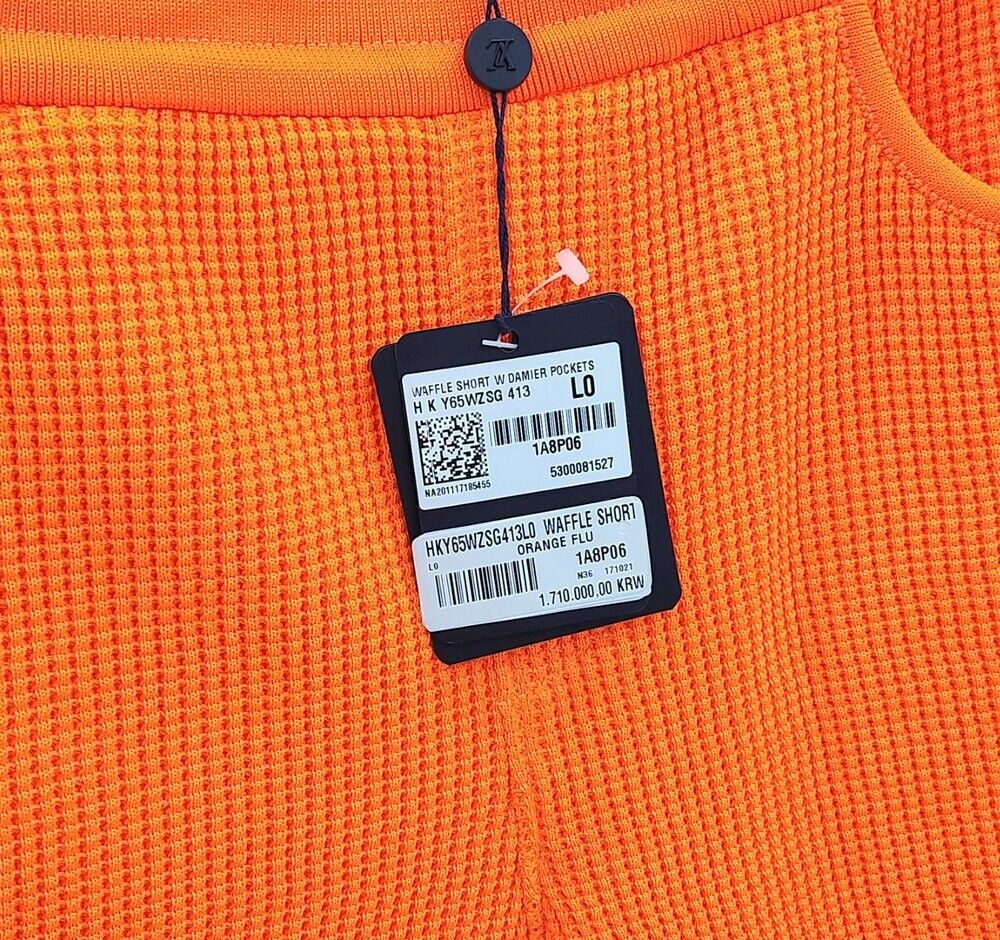 LV
WAFFLE SHORT W DAMIER POCKETS
H K Y65WZSG 413
L0
1A8P06
5300081527
NA201117185455
HKY65WZSG413L0 WAFFLE SHORT
ORANGE FLU
L0
1A8P06
N36 171021
1.710.000,00 KRW